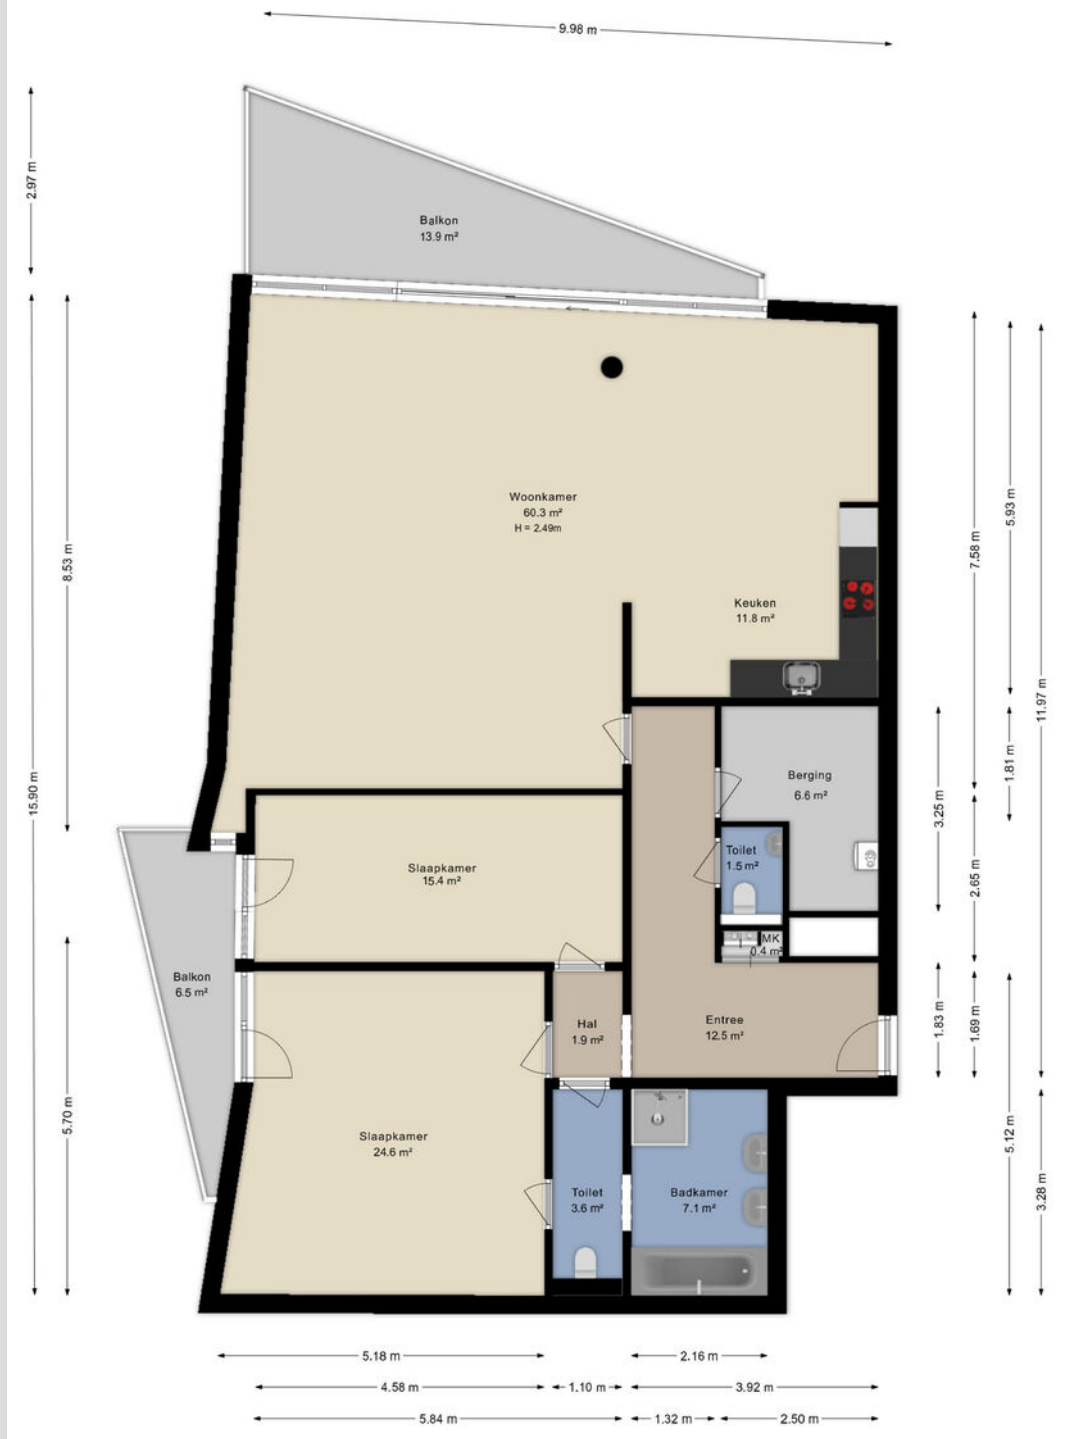 9.98 m
2.97 m
Balkon
13.9 m²
Woonkamer
60.3 m²
H = 2.49m
Keuken
11.8 m²
8.53 m
15.90 m
5.93 m
7.58 m
11.97 m
Berging
6.6 m²
1.81 m
3.25 m
2.65 m
Toilet
1.5 m²
Slaapkamer
15.4 m²
MK
0.4 m²
Balkon
6.5 m²
Hal
1.9 m²
Entree
12.5 m²
1.83 m
1.69 m
5.70 m
Slaapkamer
24.6 m²
5.12 m
Toilet
3.6 m²
Badkamer
7.1 m²
3.28 m
5.18 m
2.16 m
4.58 m
1.10 m
3.92 m
5.84 m
1.32 m
2.50 m